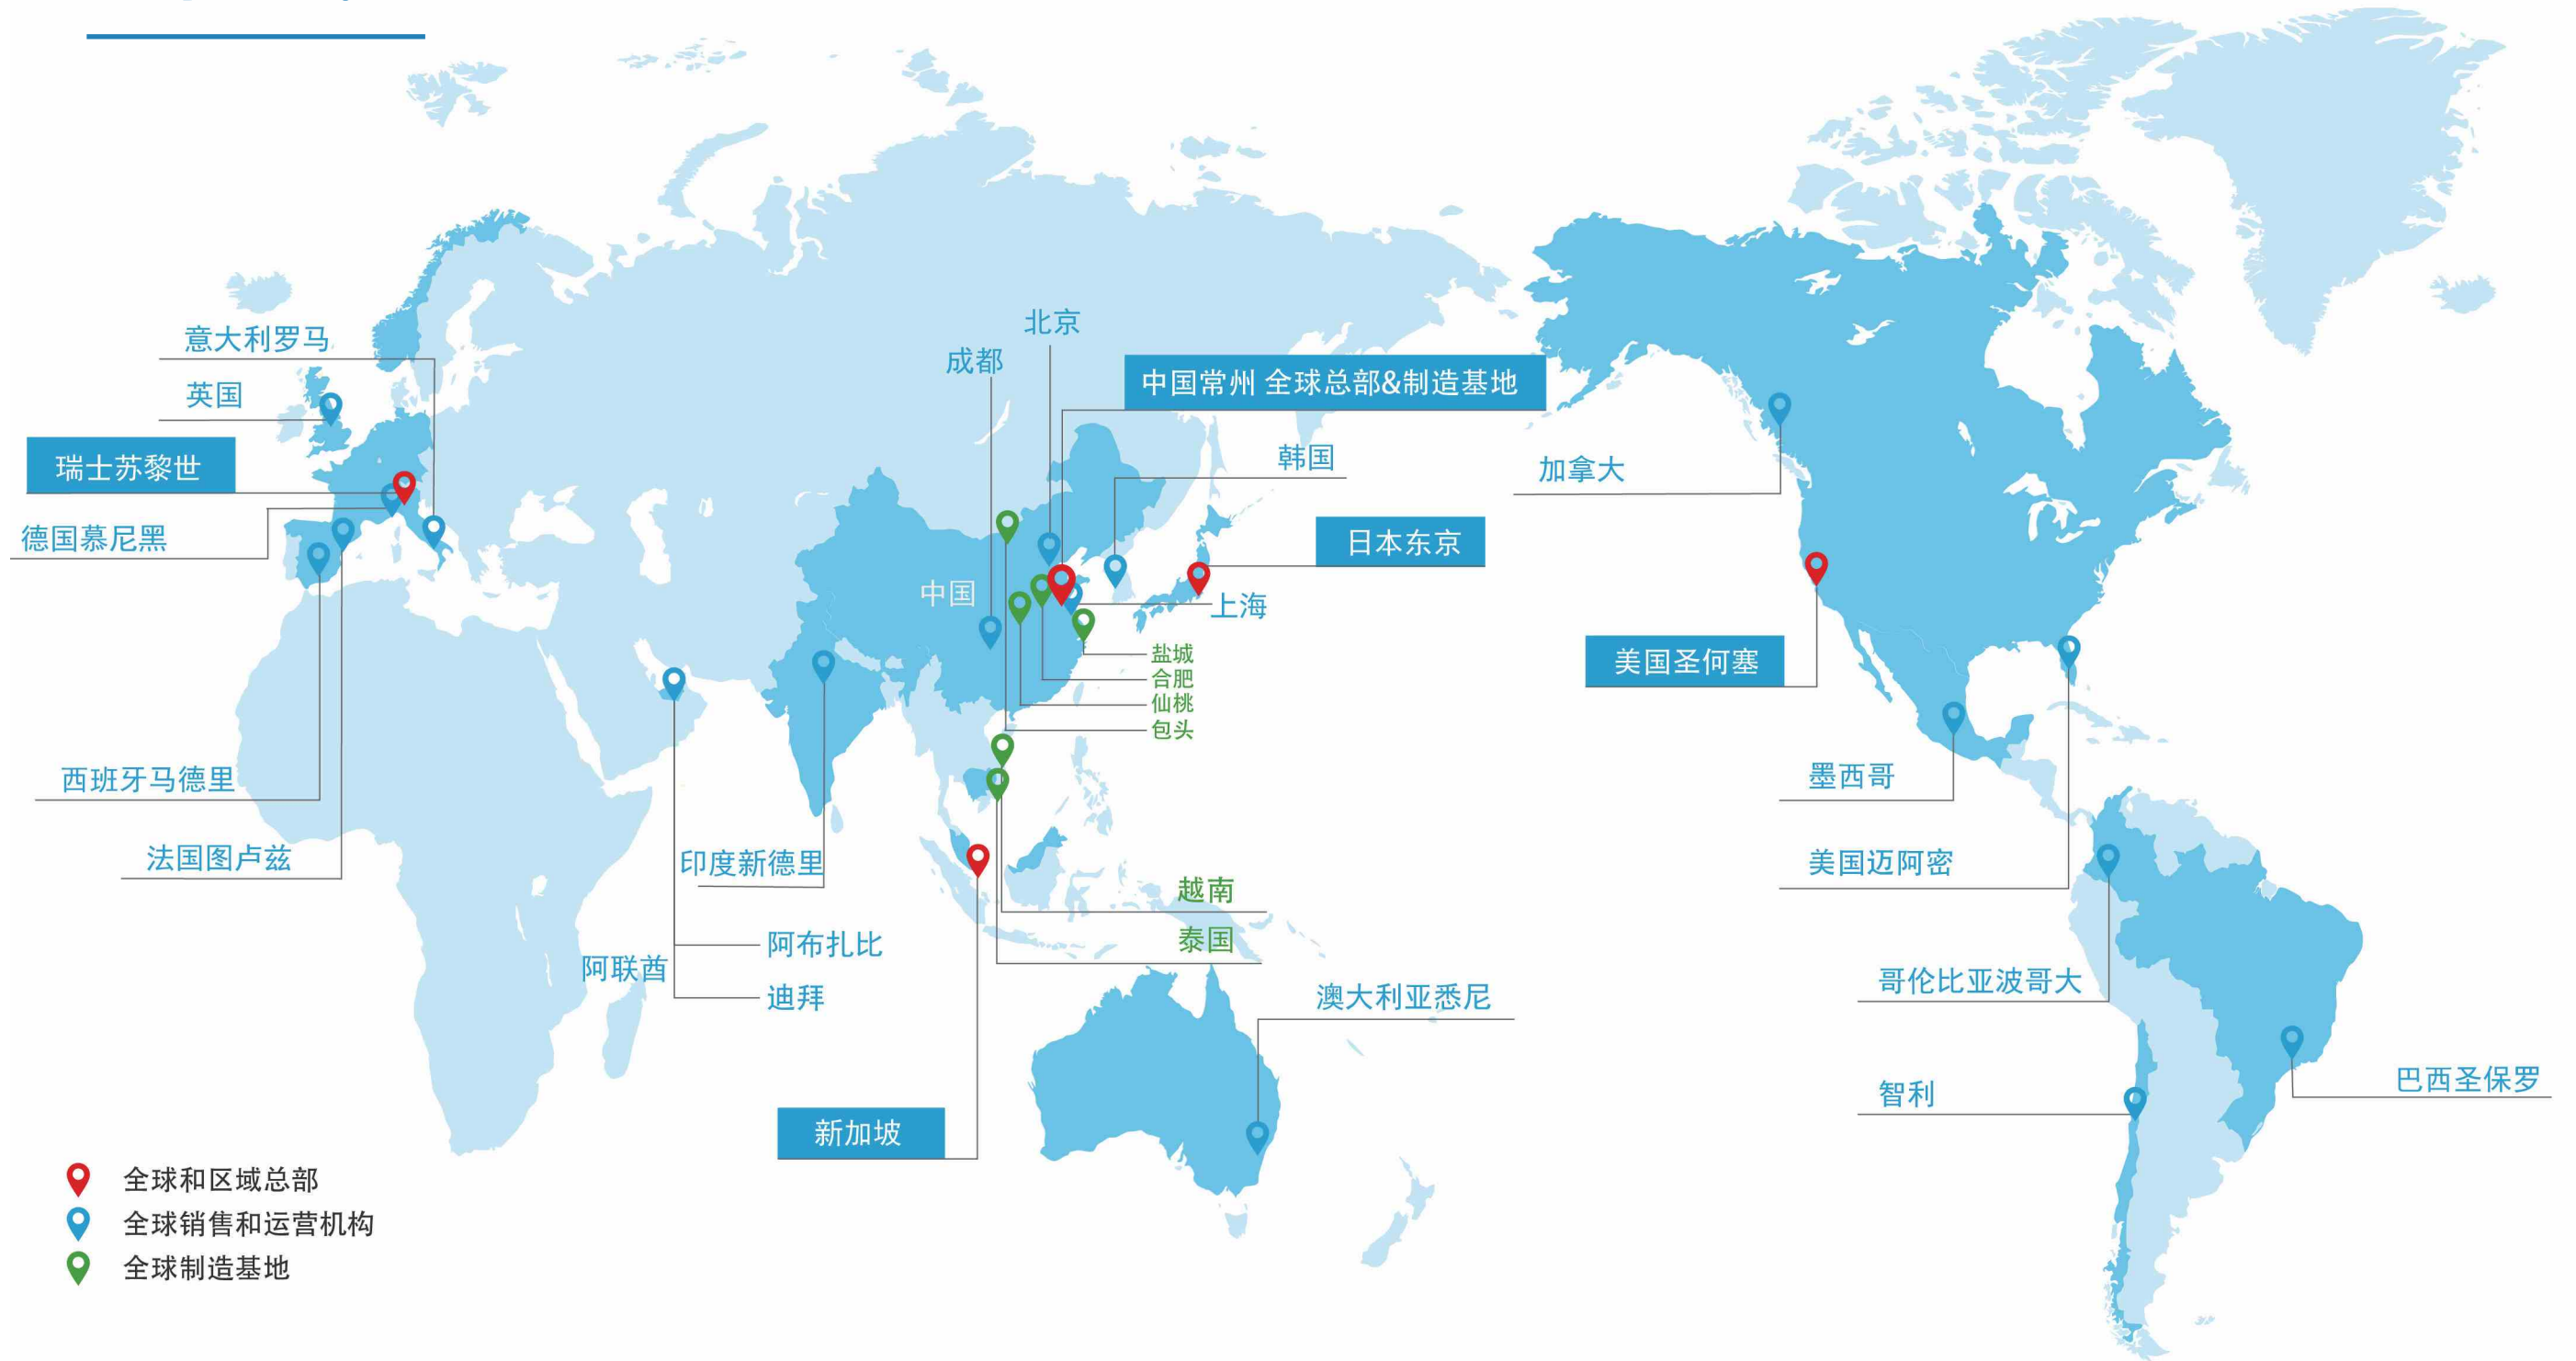 意大利罗马
英国
瑞士苏黎世
德国慕尼黑
西班牙马德里
法国图卢兹
北京
成都
中国常州 全球总部&制造基地
韩国
日本东京
中国
上海
盐城
合肥
仙桃
包头
印度新德里
越南
泰国
阿联酋
阿布扎比
迪拜
新加坡
澳大利亚悉尼
加拿大
美国圣何塞
墨西哥
美国迈阿密
哥伦比亚波哥大
智利
巴西圣保罗
全球和区域总部
全球销售和运营机构
全球制造基地